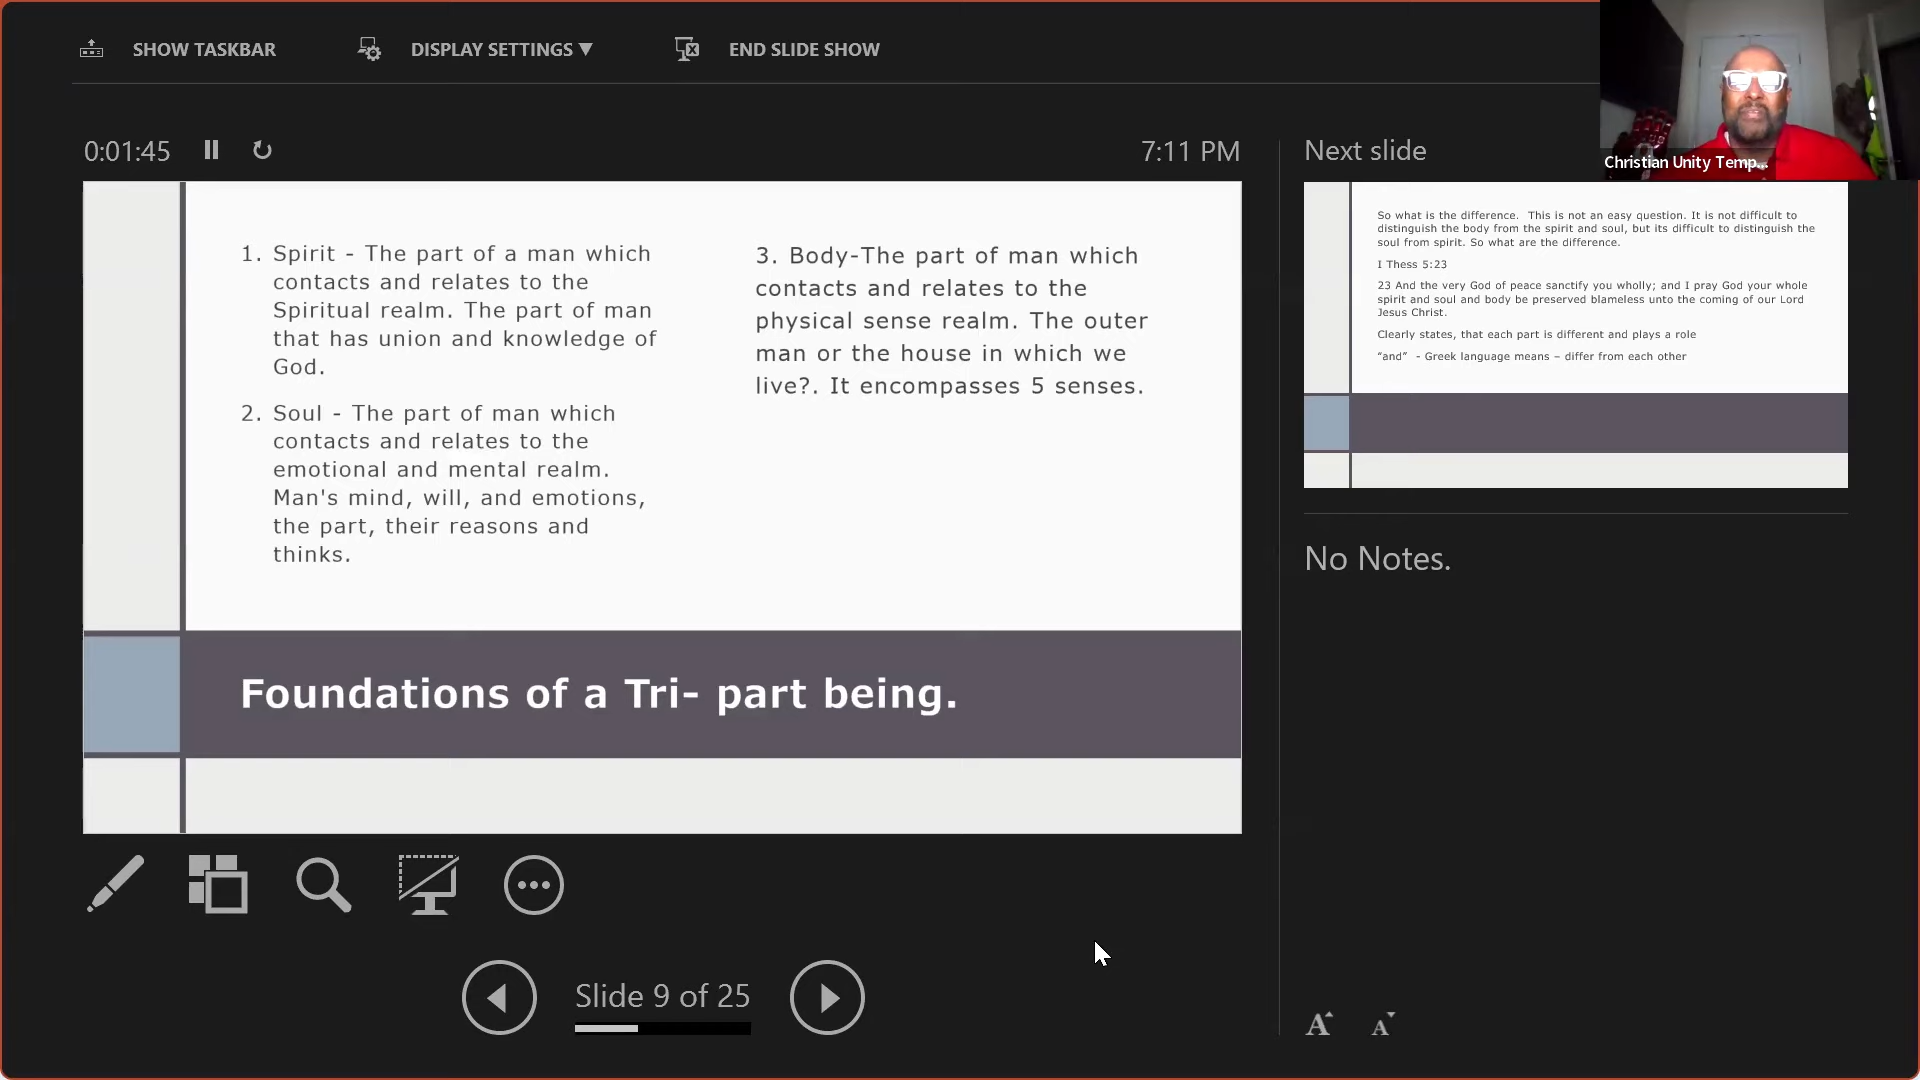 SHOW TASKBAR
DISPLAY SETTINGS ▼
END SLIDE SHOW
0:01:45
7:11 PM
Next slide
Christian Unity Temp...
1. Spirit - The part of a man which
contacts and relates to the
Spiritual realm. The part of man
that has union and knowledge of
God.
2. Soul - The part of man which
contacts and relates to the
emotional and mental realm.
Man's mind, will, and emotions,
the part, their reasons and
thinks.
3. Body-The part of man which
contacts and relates to the
physical sense realm. The outer
man or the house in which we
live?. It encompasses 5 senses.
Foundations of a Tri- part being.
So what is the difference. This is not an easy question. It is not difficult to
distinguish the body from the spirit and soul, but its difficult to distinguish the
soul from spirit. So what are the difference.
I Thess 5:23
23 And the very God of peace sanctify you wholly; and I pray God your whole
spirit and soul and body be preserved blameless unto the coming of our Lord
Jesus Christ.
Clearly states, that each part is different and plays a role
“and” - Greek language means – differ from each other
No Notes.
Slide 9 of 25
A A